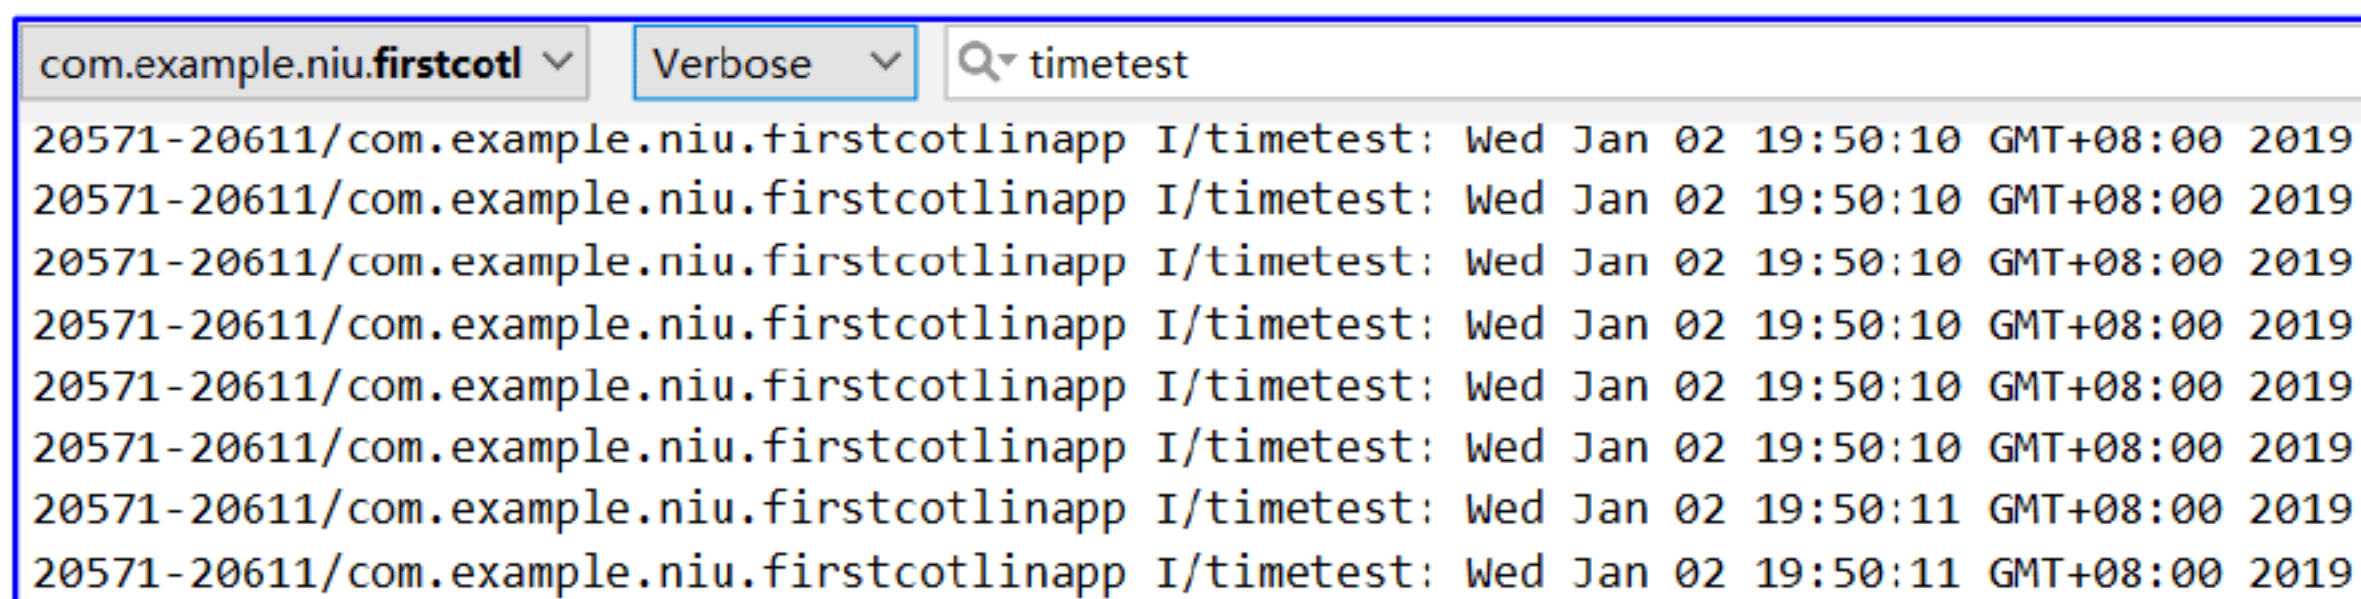 com.example.niu.firstcotl Verbose timetest
20571-20611/com.example.niu.firstcotlinapp I/timetest: Wed Jan 02 19:50:10 GMT+08:00 2019
20571-20611/com.example.niu.firstcotlinapp I/timetest: Wed Jan 02 19:50:10 GMT+08:00 2019
20571-20611/com.example.niu.firstcotlinapp I/timetest: Wed Jan 02 19:50:10 GMT+08:00 2019
20571-20611/com.example.niu.firstcotlinapp I/timetest: Wed Jan 02 19:50:10 GMT+08:00 2019
20571-20611/com.example.niu.firstcotlinapp I/timetest: Wed Jan 02 19:50:10 GMT+08:00 2019
20571-20611/com.example.niu.firstcotlinapp I/timetest: Wed Jan 02 19:50:10 GMT+08:00 2019
20571-20611/com.example.niu.firstcotlinapp I/timetest: Wed Jan 02 19:50:11 GMT+08:00 2019
20571-20611/com.example.niu.firstcotlinapp I/timetest: Wed Jan 02 19:50:11 GMT+08:00 2019